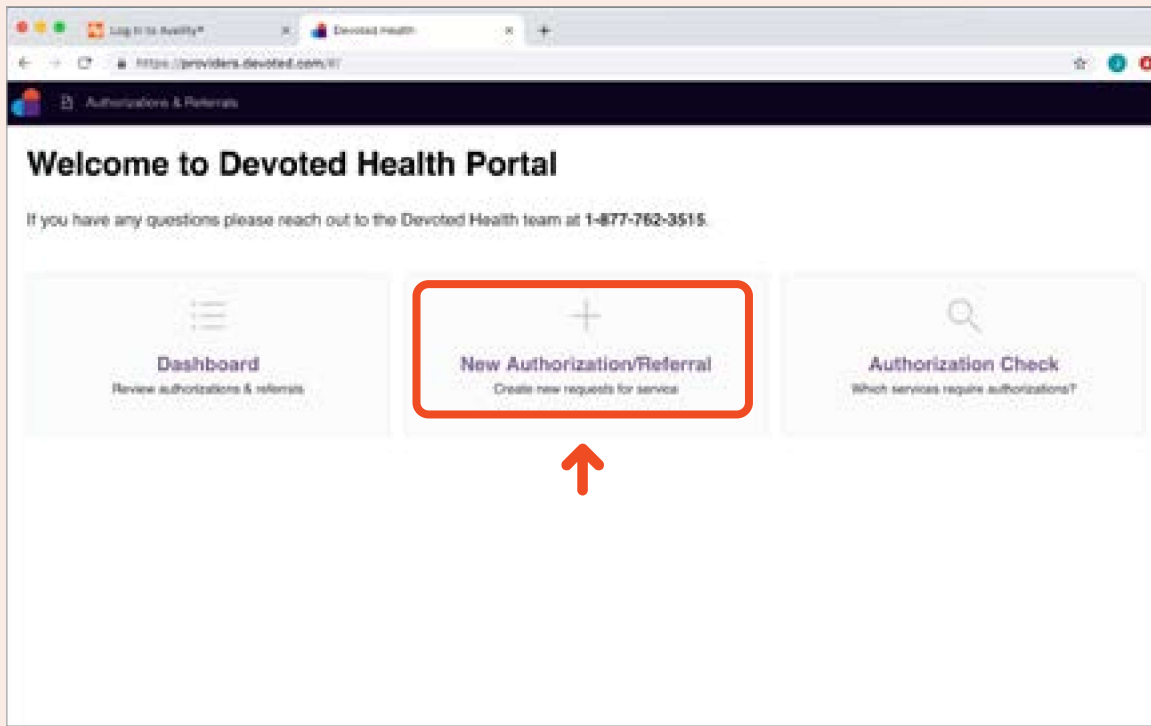 Log in to Availity® × Devoted Health × +
https://providers.devoted.com/#/
Authorizations & Referrals
Welcome to Devoted Health Portal
If you have any questions please reach out to the Devoted Health team at 1-877-762-3515.
Dashboard
Review authorizations & referrals
New Authorization/Referral
Create new requests for service
Authorization Check
Which services require authorizations?